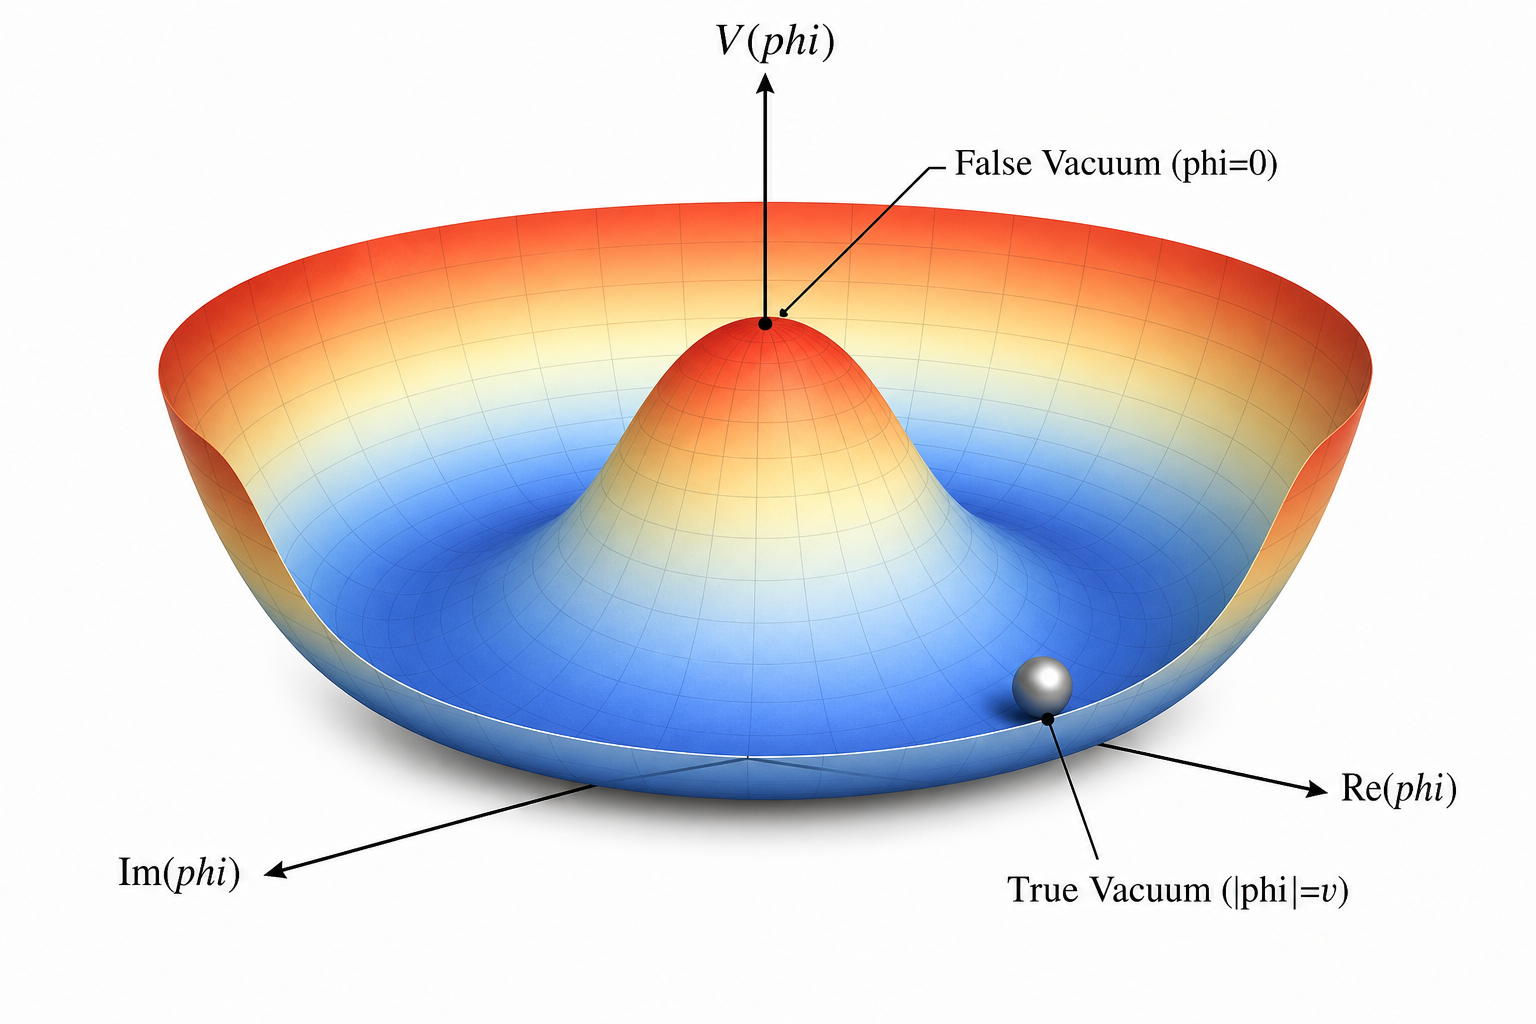 V(phi)
False Vacuum (phi=0)
Re(phi)
Im(phi)
True Vacuum (|phi|=v)